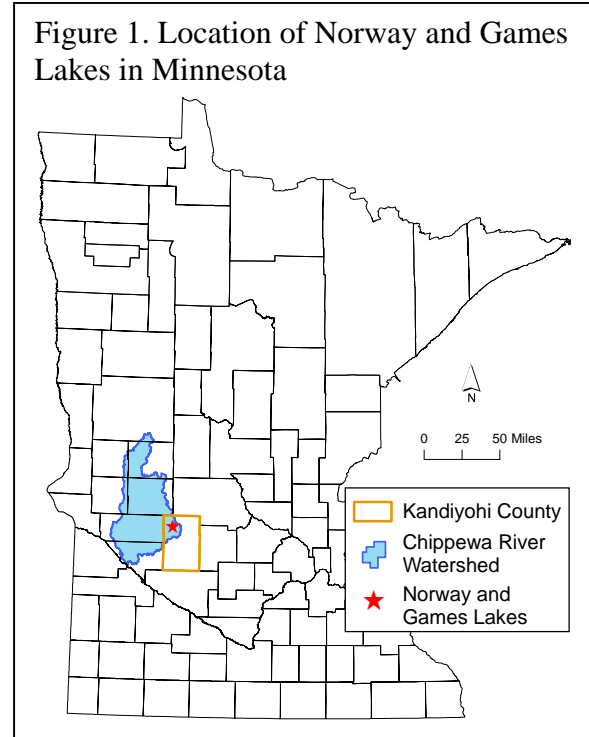 Figure 1. Location of Norway and Games
Lakes in Minnesota
N
0 25 50 Miles
Kandiyohi County
Chippewa River
Watershed
Norway and
Games Lakes